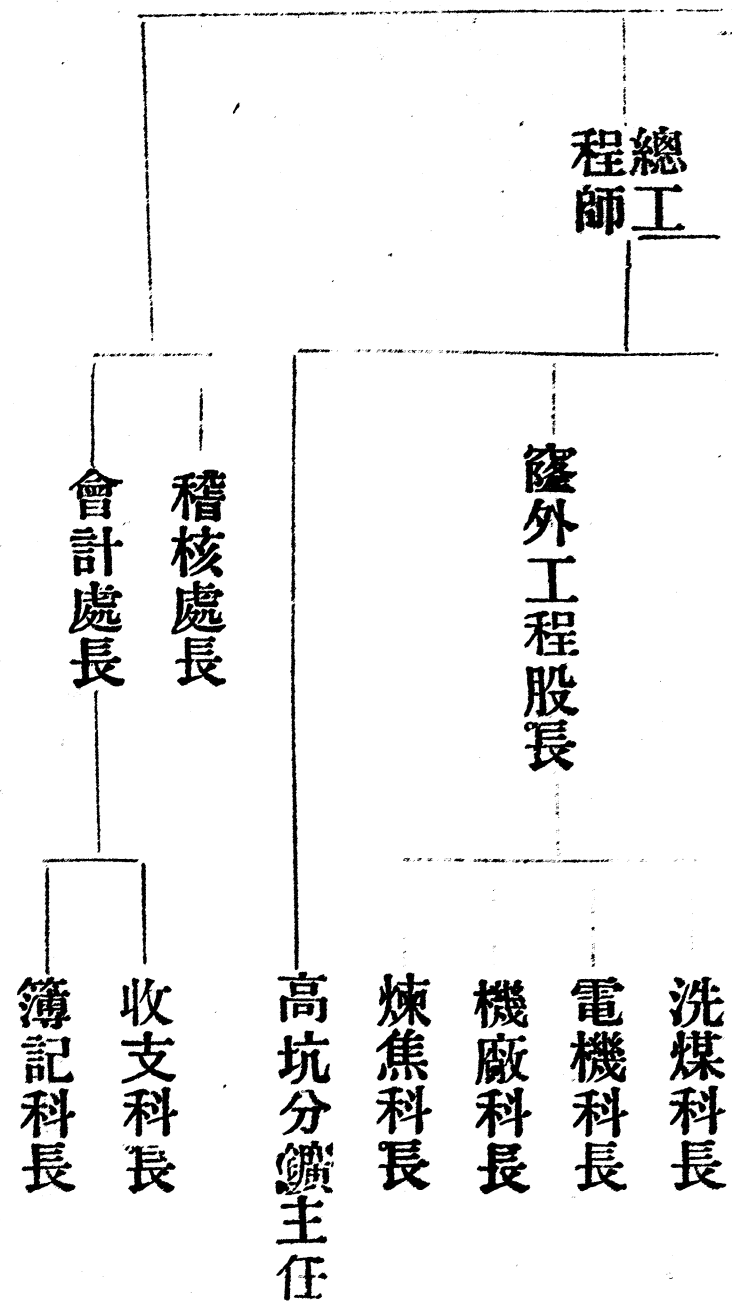 總工
程師
窿外工程股長
洗煤科長
電機科長
機廠科長
煉焦科長
高坑分鑛主任
稽核處長
會計處長
收支科長
簿記科長